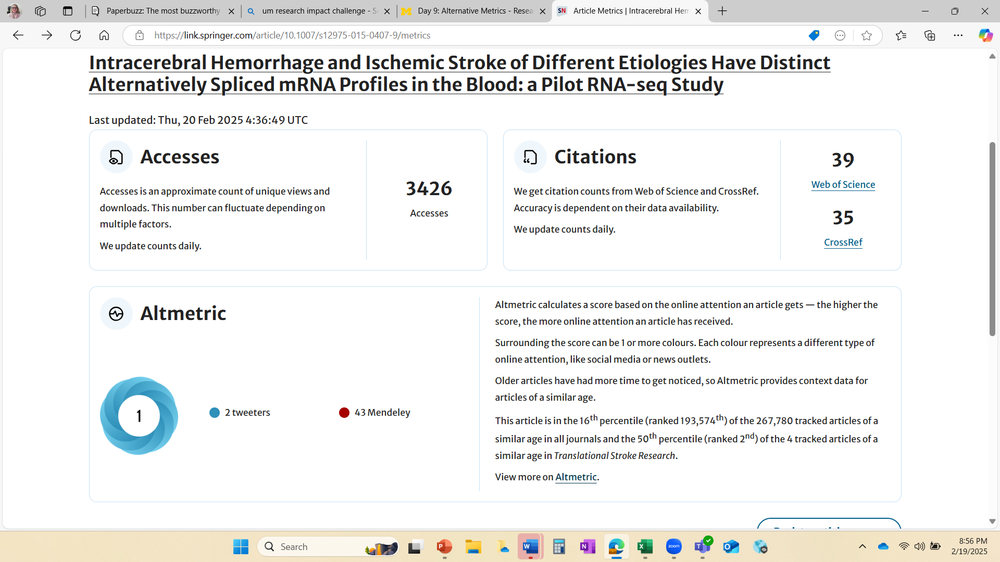 Paperbuzz: The most buzzworthy
um research impact challenge - S
Day 9: Alternative Metrics - Resea
SN
Article Metrics | Intracerebral Hem
https://link.springer.com/article/10.1007/s12975-015-0407-9/metrics
Intracerebral Hemorrhage and Ischemic Stroke of Different Etiologies Have Distinct
Alternatively Spliced mRNA Profiles in the Blood: a Pilot RNA-seq Study
Last updated: Thu, 20 Feb 2025 4:36:49 UTC
Accesses
Accesses is an approximate count of unique views and
downloads. This number can fluctuate depending on
multiple factors.
We update counts daily.
3426
Accesses
Citations
We get citation counts from Web of Science and CrossRef.
Accuracy is dependent on their data availability.
We update counts daily.
39
Web of Science
35
CrossRef
Altmetric
1
2 tweeters
43 Mendeley
Altmetric calculates a score based on the online attention an article gets — the higher the
score, the more online attention an article has received.
Surrounding the score can be 1 or more colours. Each colour represents a different type of
online attention, like social media or news outlets.
Older articles have had more time to get noticed, so Altmetric provides context data for
articles of a similar age.
This article is in the 16th percentile (ranked 193,574th) of the 267,780 tracked articles of a
similar age in all journals and the 50th percentile (ranked 2nd) of the 4 tracked articles of a
similar age in Translational Stroke Research.
View more on Altmetric.
Search
zoom
8:56 PM
2/19/2025